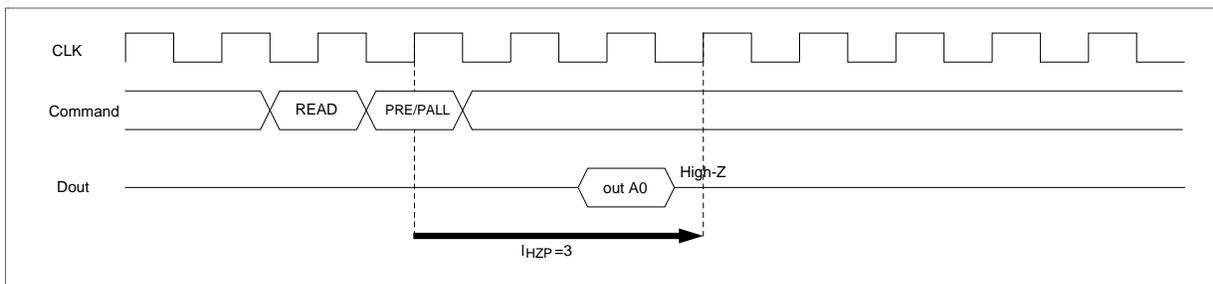 CLK
Command
READ
PRE/PALL
Dout
out A0
High-Z
lHZP=3